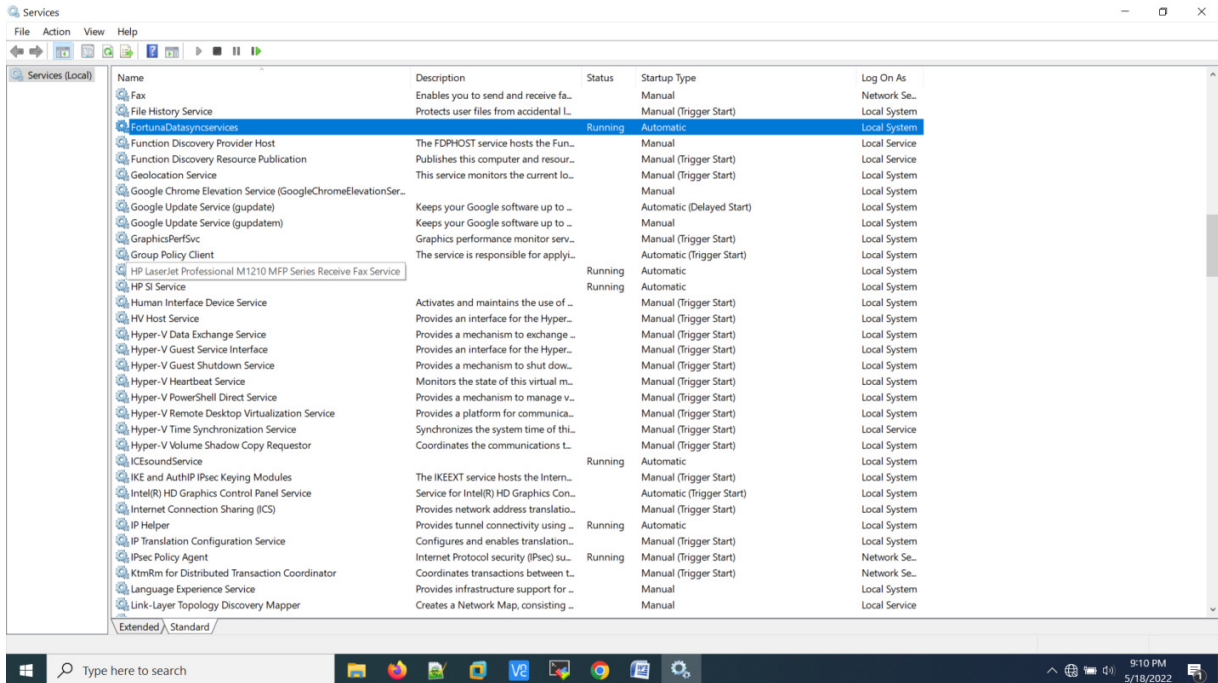 Services
File Action View Help
Services (Local)
Name Description Status Startup Type Log On As
Fax Enables you to send and receive fa... Manual Network Se...
File History Service Protects user files from accidental l... Manual (Trigger Start) Local System
FortunaDatasyncservices Running Automatic Local System
Function Discovery Provider Host The FDPHOST service hosts the Fun... Manual Local Service
Function Discovery Resource Publication Publishes this computer and resour... Manual (Trigger Start) Local Service
Geolocation Service This service monitors the current lo... Manual (Trigger Start) Local System
Google Chrome Elevation Service (GoogleChromeElevationSer... Manual Local System
Google Update Service (gupdate) Keeps your Google software up to ... Automatic (Delayed Start) Local System
Google Update Service (gupdatem) Keeps your Google software up to ... Manual Local System
GraphicsPerfSvc Graphics performance monitor serv... Manual (Trigger Start) Local System
Group Policy Client The service is responsible for applyi... Automatic (Trigger Start) Local System
HP LaserJet Professional M1210 MFP Series Receive Fax Service Running Automatic Local System
HP SI Service Running Automatic Local System
Human Interface Device Service Activates and maintains the use of ... Manual (Trigger Start) Local System
HV Host Service Provides an interface for the Hyper... Manual (Trigger Start) Local System
Hyper-V Data Exchange Service Provides a mechanism to exchange ... Manual (Trigger Start) Local System
Hyper-V Guest Service Interface Provides an interface for the Hyper... Manual (Trigger Start) Local System
Hyper-V Guest Shutdown Service Provides a mechanism to shut dow... Manual (Trigger Start) Local System
Hyper-V Heartbeat Service Monitors the state of this virtual m... Manual (Trigger Start) Local System
Hyper-V PowerShell Direct Service Provides a mechanism to manage v... Manual (Trigger Start) Local System
Hyper-V Remote Desktop Virtualization Service Provides a platform for communica... Manual (Trigger Start) Local System
Hyper-V Time Synchronization Service Synchronizes the system time of thi... Manual (Trigger Start) Local Service
Hyper-V Volume Shadow Copy Requestor Coordinates the communications t... Manual (Trigger Start) Local System
ICEsoundService Running Automatic Local System
IKE and AuthIP IPsec Keying Modules The IKEEXT service hosts the Intern... Manual (Trigger Start) Local System
Intel(R) HD Graphics Control Panel Service Service for Intel(R) HD Graphics Con... Automatic (Trigger Start) Local System
Internet Connection Sharing (ICS) Provides network address translatio... Manual (Trigger Start) Local System
IP Helper Provides tunnel connectivity using ... Running Automatic Local System
IP Translation Configuration Service Configures and enables translation... Manual (Trigger Start) Local System
IPsec Policy Agent Internet Protocol security (IPsec) su... Running Manual (Trigger Start) Network Se...
KtmRm for Distributed Transaction Coordinator Coordinates transactions between t... Manual (Trigger Start) Network Se...
Language Experience Service Provides infrastructure support for ... Manual Local System
Link-Layer Topology Discovery Mapper Creates a Network Map, consisting ... Manual Local Service
Extended Standard
Type here to search
9:10 PM
5/18/2022